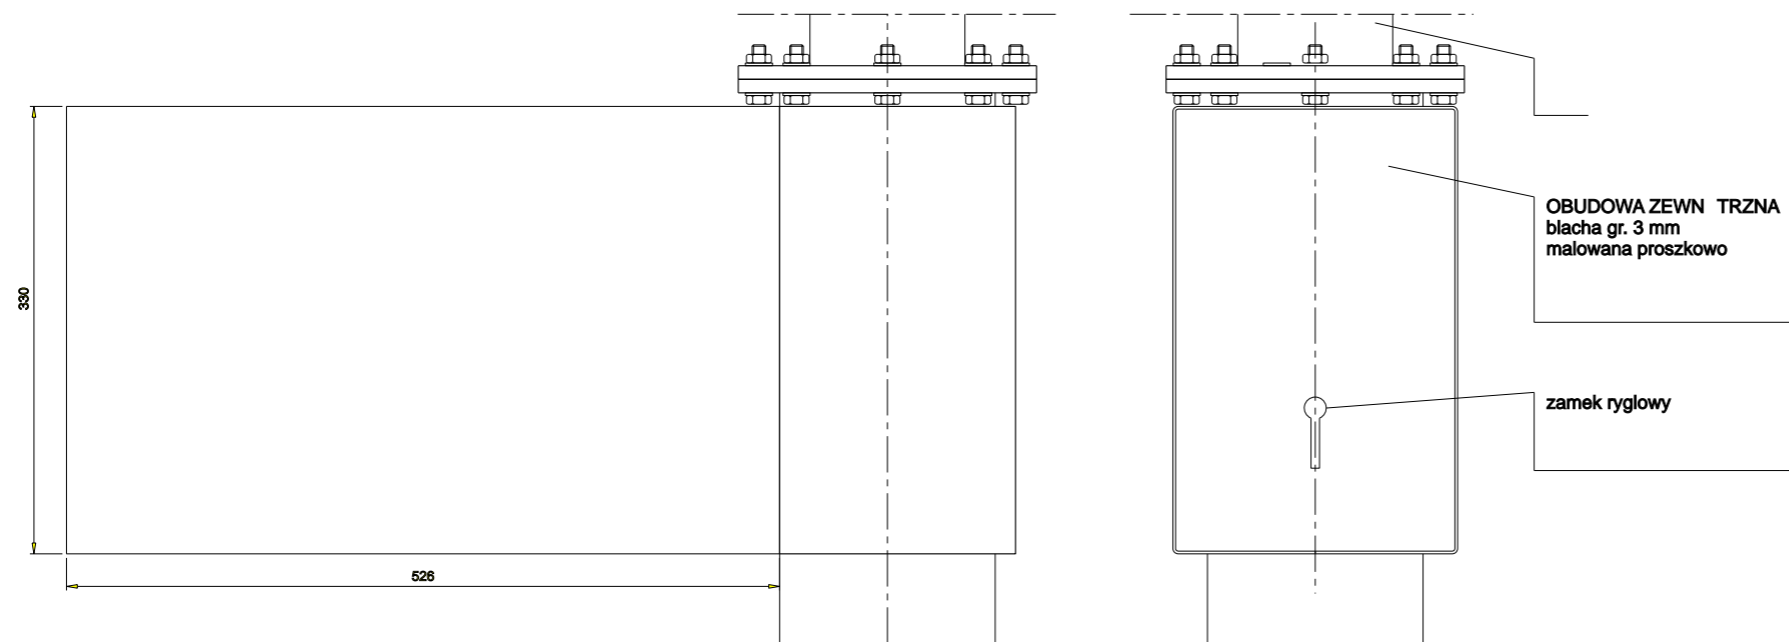 330
526
OBUDOWA ZEWN TRZNA
blacha gr. 3 mm
malowana proszkowo
zamek ryglowy